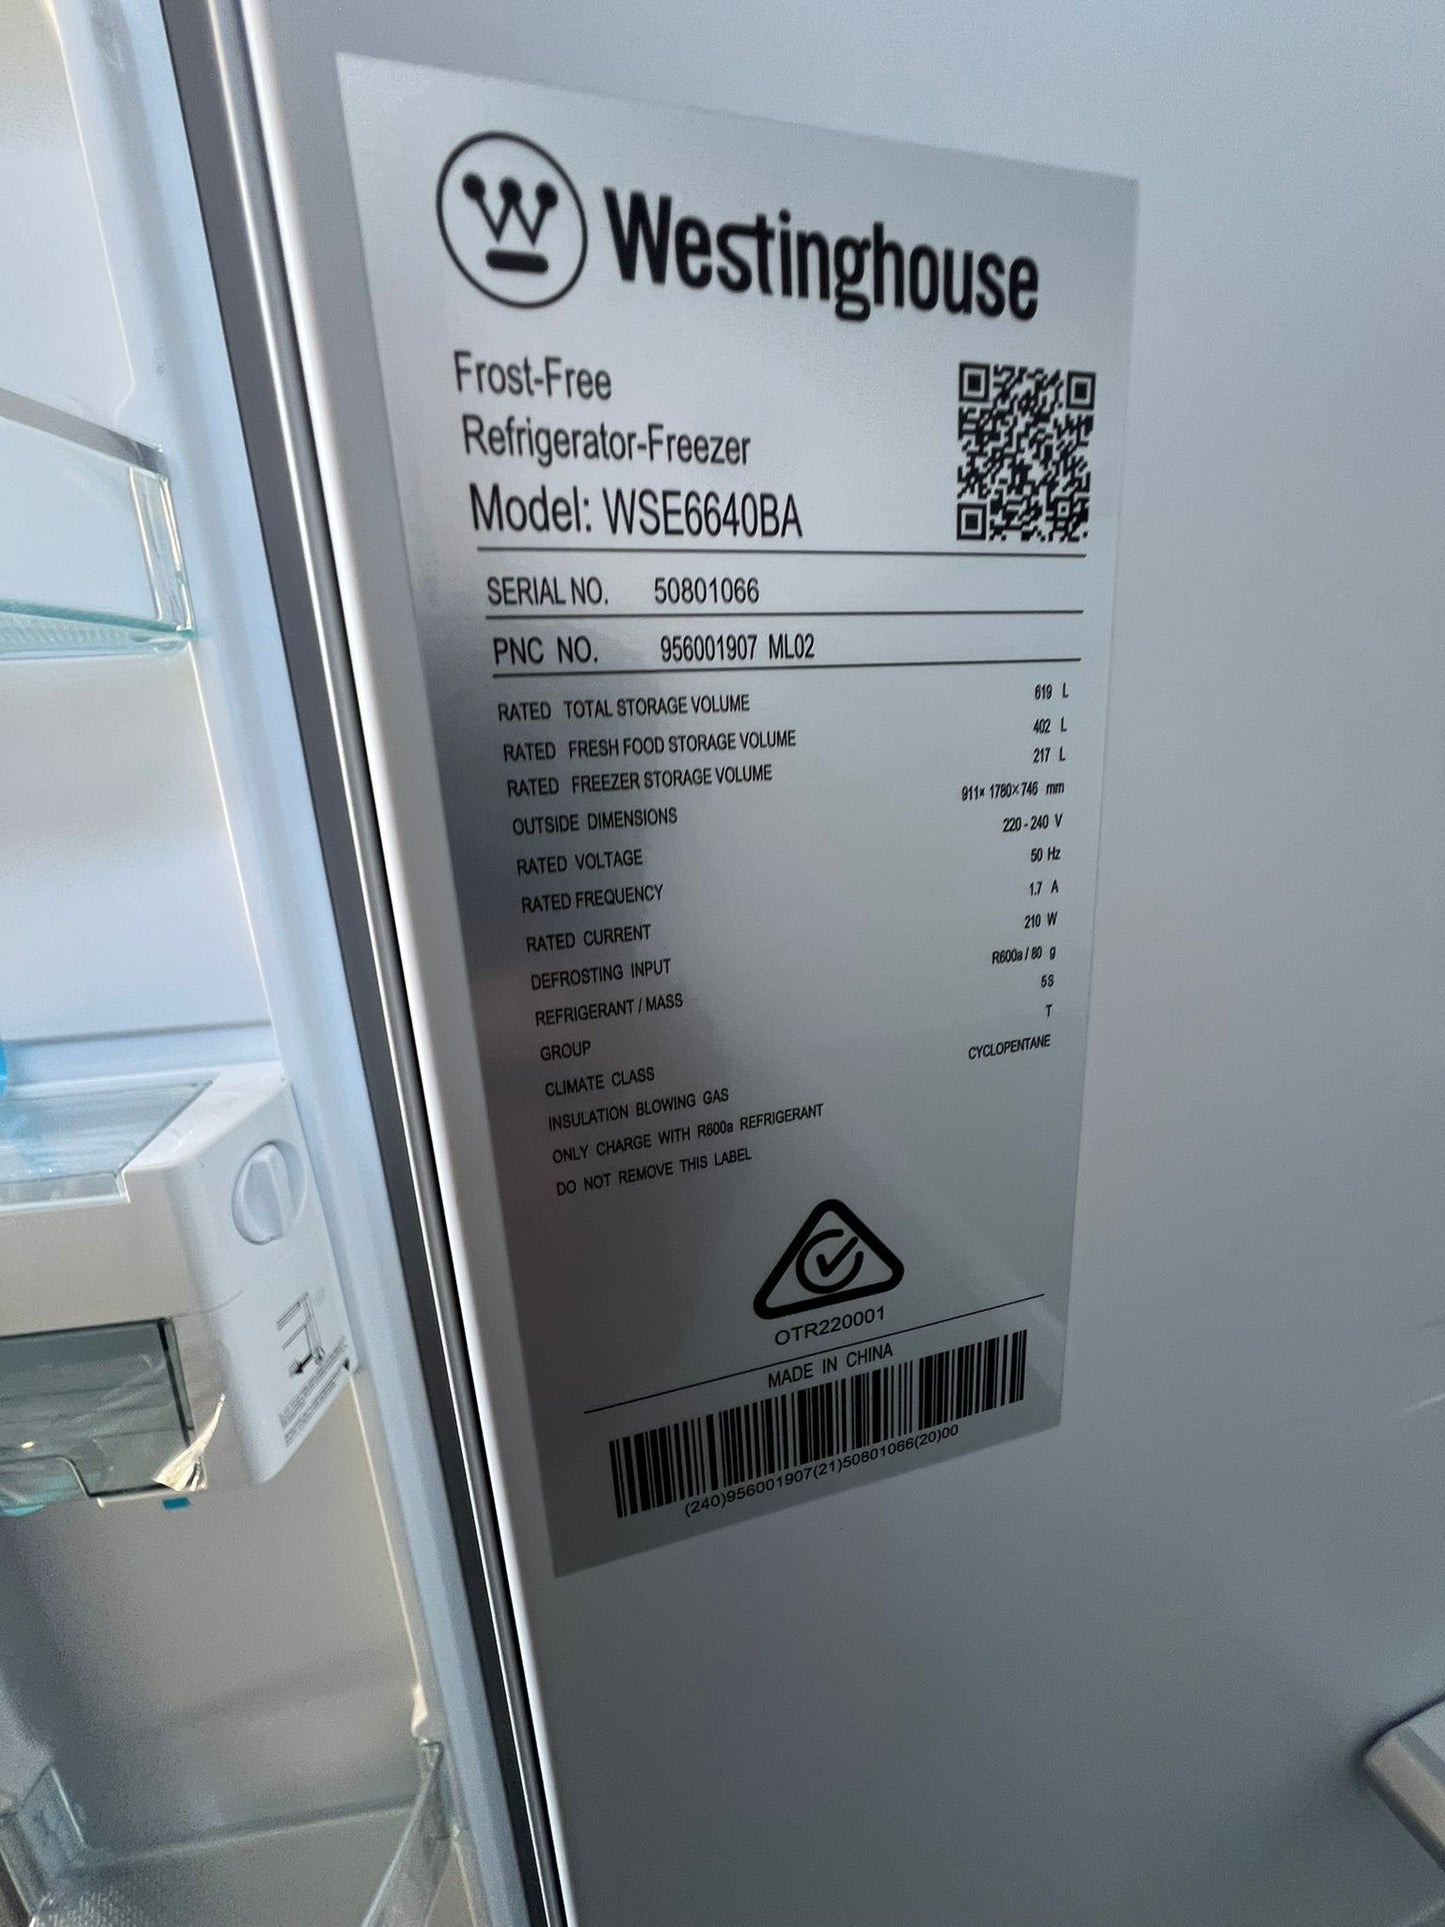 Westinghouse
Frost-Free
Refrigerator-Freezer
Model: WSE6640BA
SERIAL NO. 50801066
PNC NO. 956001907 ML02
RATED TOTAL STORAGE VOLUME 619 L
RATED FRESH FOOD STORAGE VOLUME 402 L
RATED FREEZER STORAGE VOLUME 217 L
OUTSIDE DIMENSIONS 911×1780×746 mm
RATED VOLTAGE 220-240 V
RATED FREQUENCY 50 Hz
RATED CURRENT 1.7 A
DEFROSTING INPUT 210 W
REFRIGERANT / MASS R600a / 80 g
GROUP 5S
CLIMATE CLASS T
INSULATION BLOWING GAS CYCLOPENTANE
ONLY CHARGE WITH R600a REFRIGERANT
DO NOT REMOVE THIS LABEL
OTR220001
MADE IN CHINA
(240)956001907(21)50801066(20)00